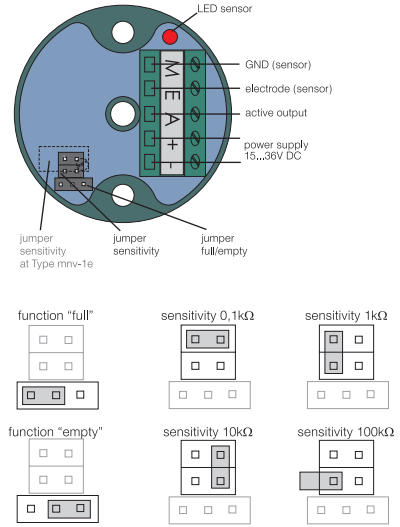 LED sensor
GND (sensor)
electrode (sensor)
active output
power supply
15...36V DC
M
E
A
+
-
jumper
sensitivity
at Type mnv-1e
jumper
sensitivity
jumper
full/empty
function "full"
sensitivity 0,1kΩ
sensitivity 1kΩ
function "empty"
sensitivity 10kΩ
sensitivity 100kΩ